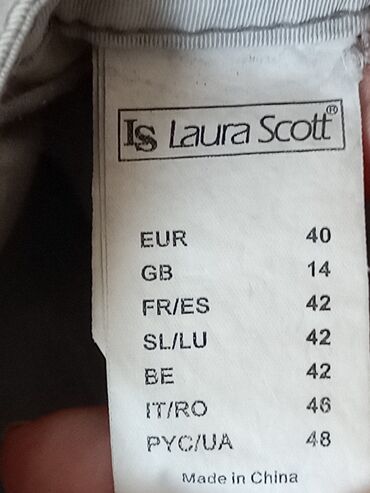 LS Laura Scott®
EUR 40
GB 14
FR/ES 42
SL/LU 42
BE 42
IT/RO 46
PYC/UA 48
Made in China